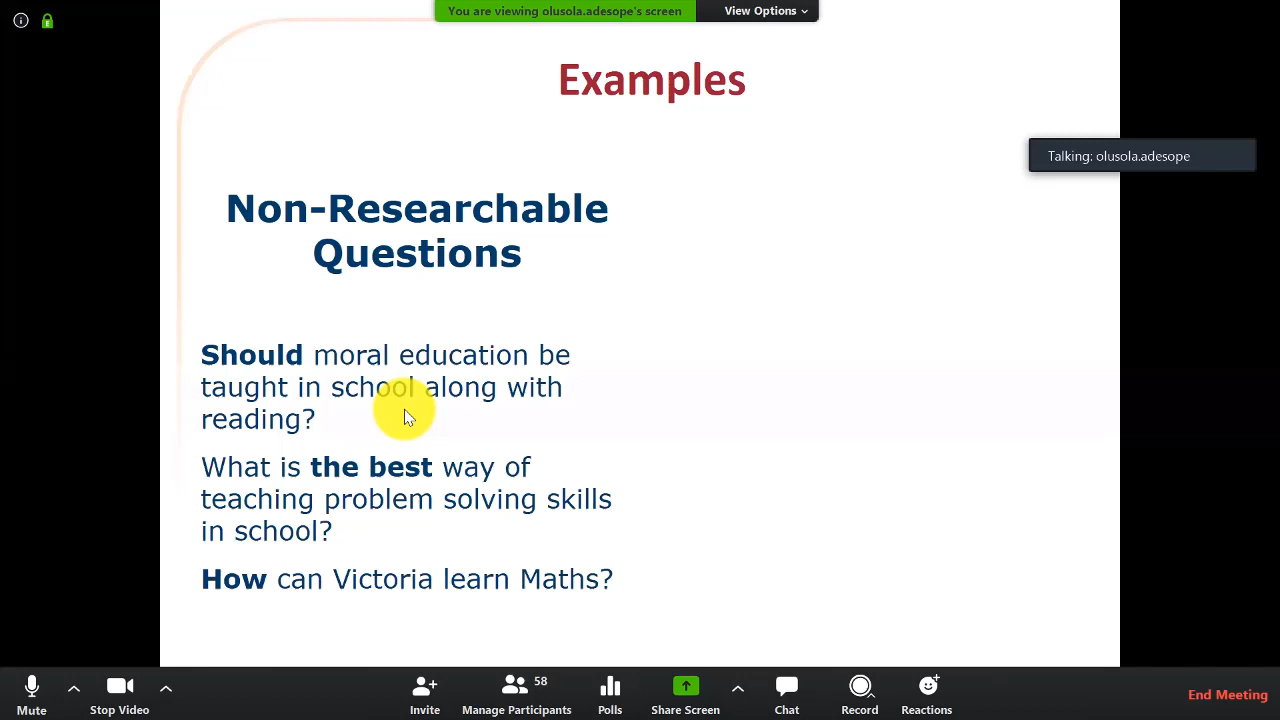 You are viewing olusola.adesope's screen
View Options
Examples
Talking: olusola.adesope
Non-Researchable
Questions
Should moral education be
taught in school along with
reading?
What is the best way of
teaching problem solving skills
in school?
How can Victoria learn Maths?
Mute
Stop Video
Invite
Manage Participants
58
Polls
Share Screen
Chat
Record
Reactions
End Meeting